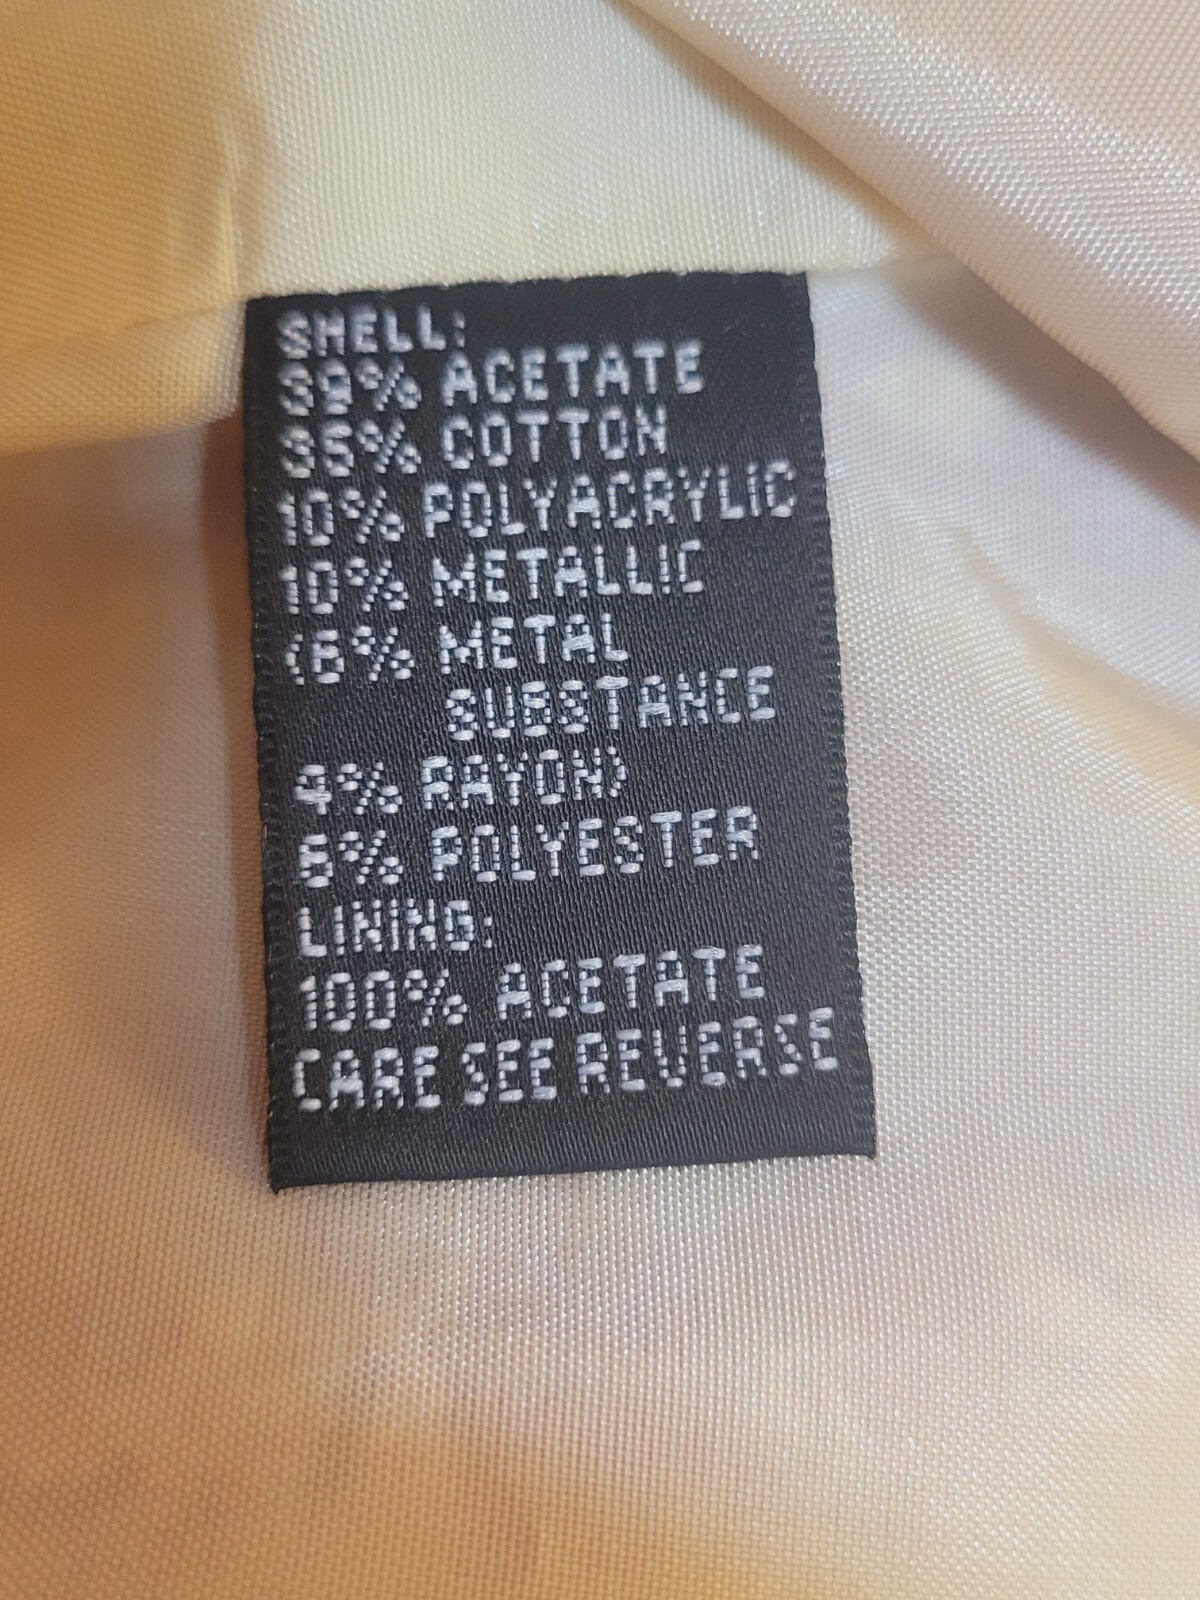 SHELL:
39% ACETATE
35% COTTON
10% POLYACRYLIC
10% METALLIC
(6% METAL
SUBSTANCE
4% RAYON)
6% POLYESTER
LINING:
100% ACETATE
CARE SEE REVERSE